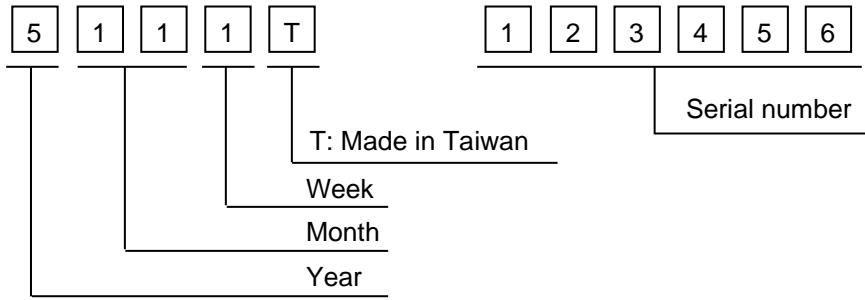 5 1 1 1 T 1 2 3 4 5 6
Serial number
T: Made in Taiwan
Week
Month
Year